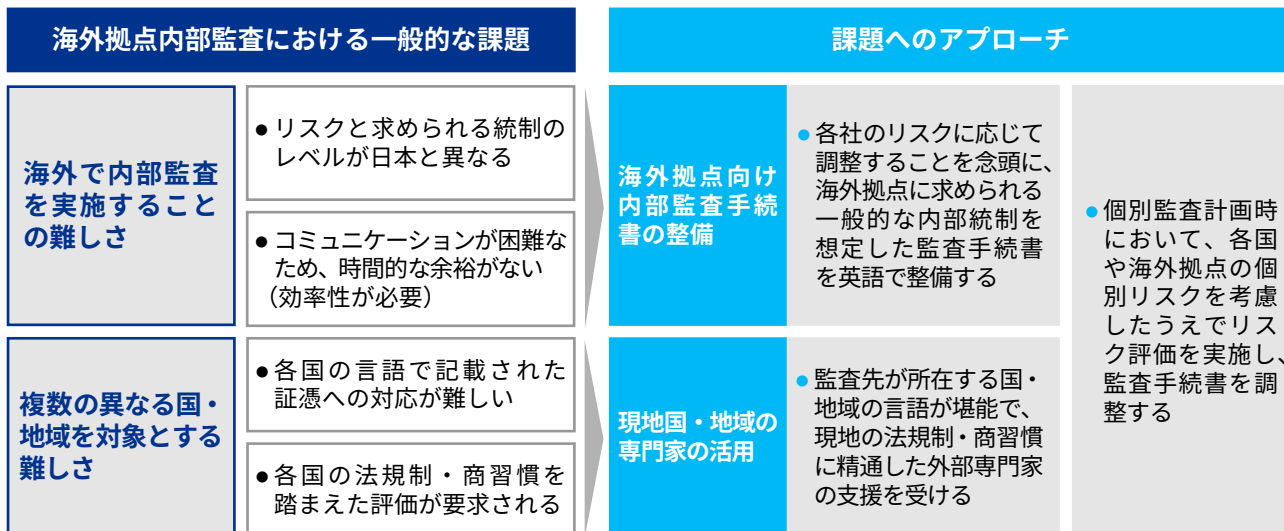 海外拠点内部監査における一般的な課題
課題へのアプローチ
海外で内部監査
を実施すること
の難しさ
●リスクと求められる統制の
レベルが日本と異なる
●コミュニケーションが困難な
ため、時間的な余裕がない
（効率性が必要）
海外拠点向け
内部監査手続
書の整備
●各社のリスクに応じて
調整することを念頭に、
海外拠点に求められる
一般的な内部統制を
想定した監査手続書
を英語で整備する
複数の異なる国・
地域を対象とする
難しさ
●各国の言語で記載された
証憑への対応が難しい
●各国の法規制・商習慣を
踏まえた評価が要求される
現地国・地域の
専門家の活用
●監査先が所在する国・
地域の言語が堪能で、
現地の法規制・商習慣
に精通した外部専門家
の支援を受ける
●個別監査計画時
において、各国
や海外拠点の個
別リスクを考慮
したうえでリス
ク評価を実施し、
監査手続書を調
整する